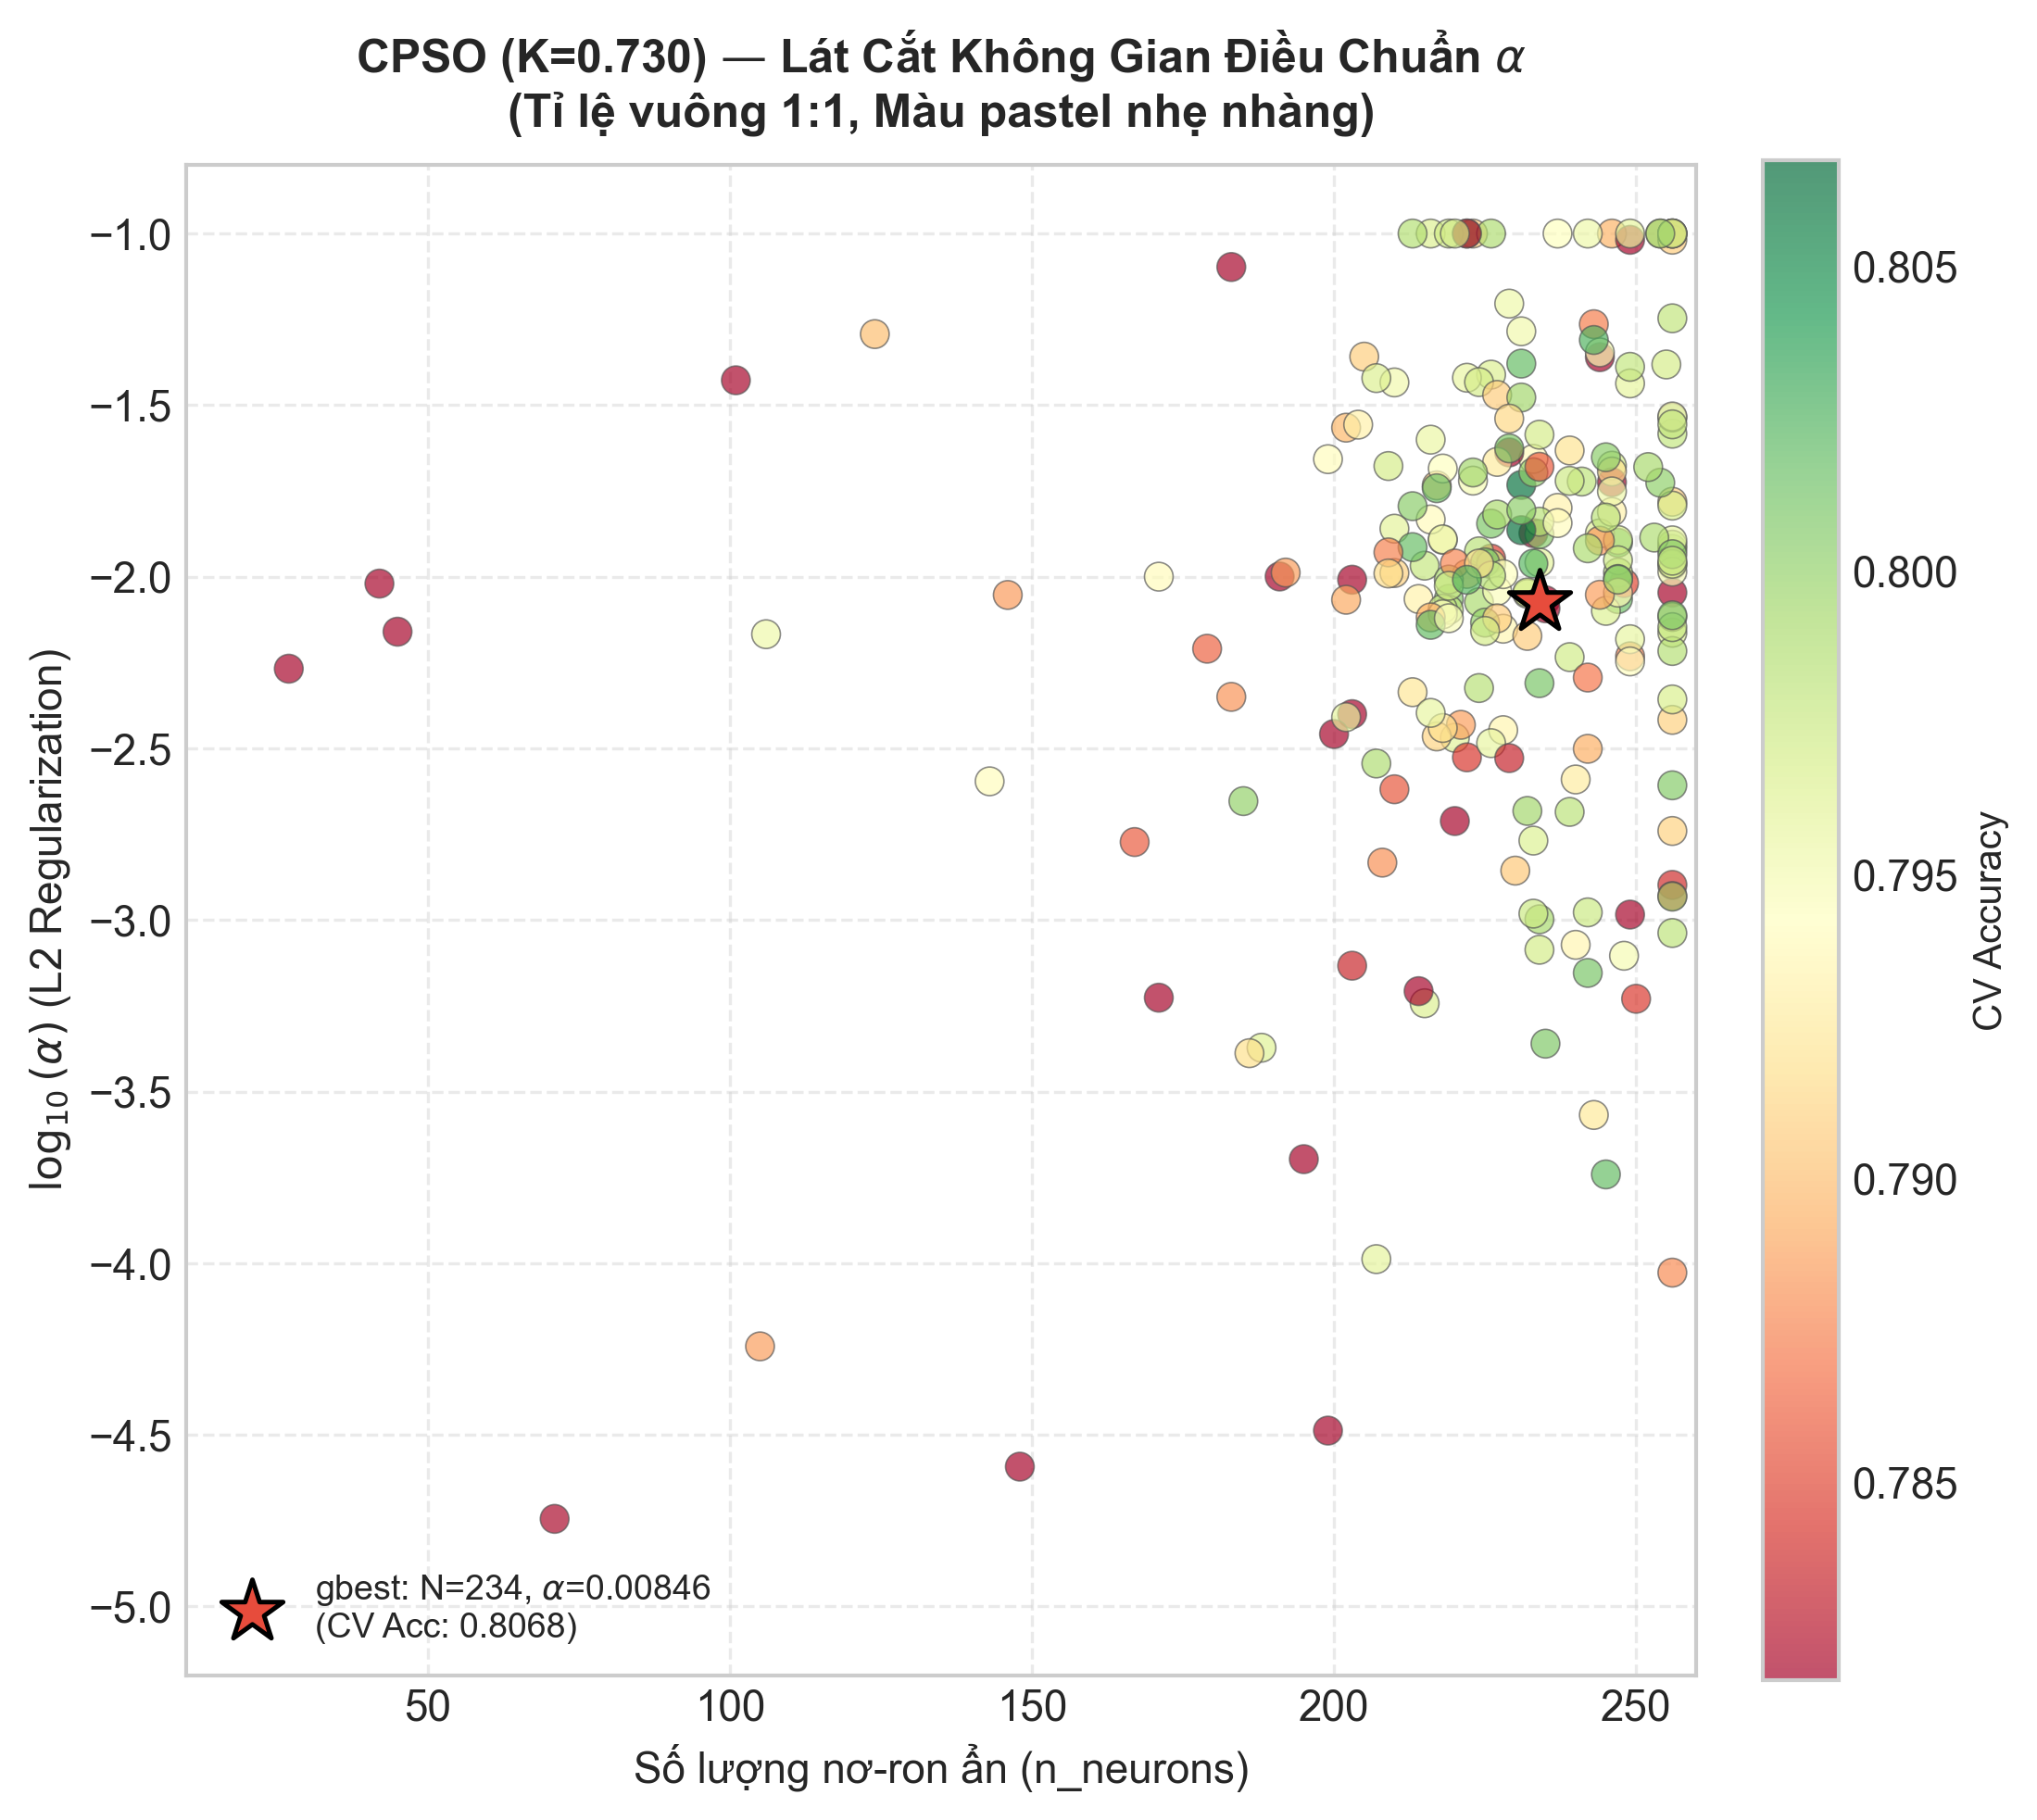 CPSO (K=0.730) — Lát Cắt Không Gian Điều Chuẩn α
(Tỉ lệ vuông 1:1, Màu pastel nhẹ nhàng)
−1.0
−1.5
−2.0
−2.5
−3.0
−3.5
−4.0
−4.5
−5.0
log₁₀ (α) (L2 Regularization)
gbest: N=234, α=0.00846
(CV Acc: 0.8068)
50
100
150
200
250
Số lượng nơ-ron ẩn (n_neurons)
0.805
0.800
0.795
0.790
0.785
CV Accuracy